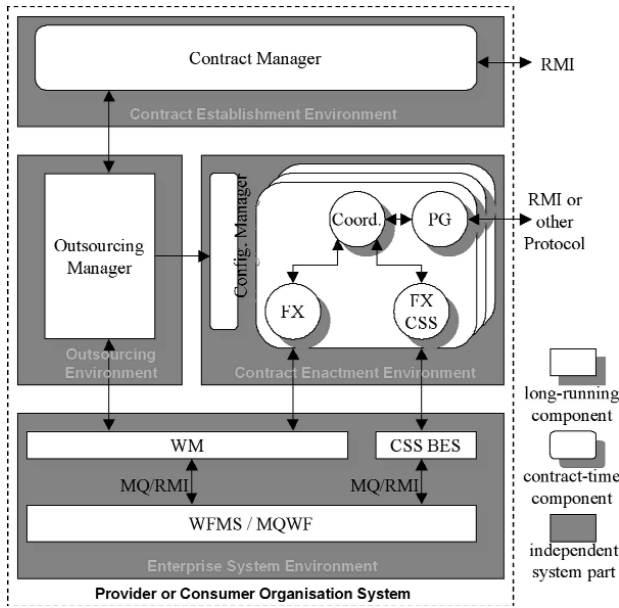 Contract Manager
RMI
Contract Establishment Environment
Outsourcing
Manager
Config. Manager
Coord.
PG
RMI or
other
Protocol
FX
FX
CSS
Outsourcing
Environment
Contract Enactment Environment
long-running
component
WM
CSS BES
MQ/RMI
MQ/RMI
contract-time
component
WFMS / MQWF
Enterprise System Environment
independent
system part
Provider or Consumer Organisation System